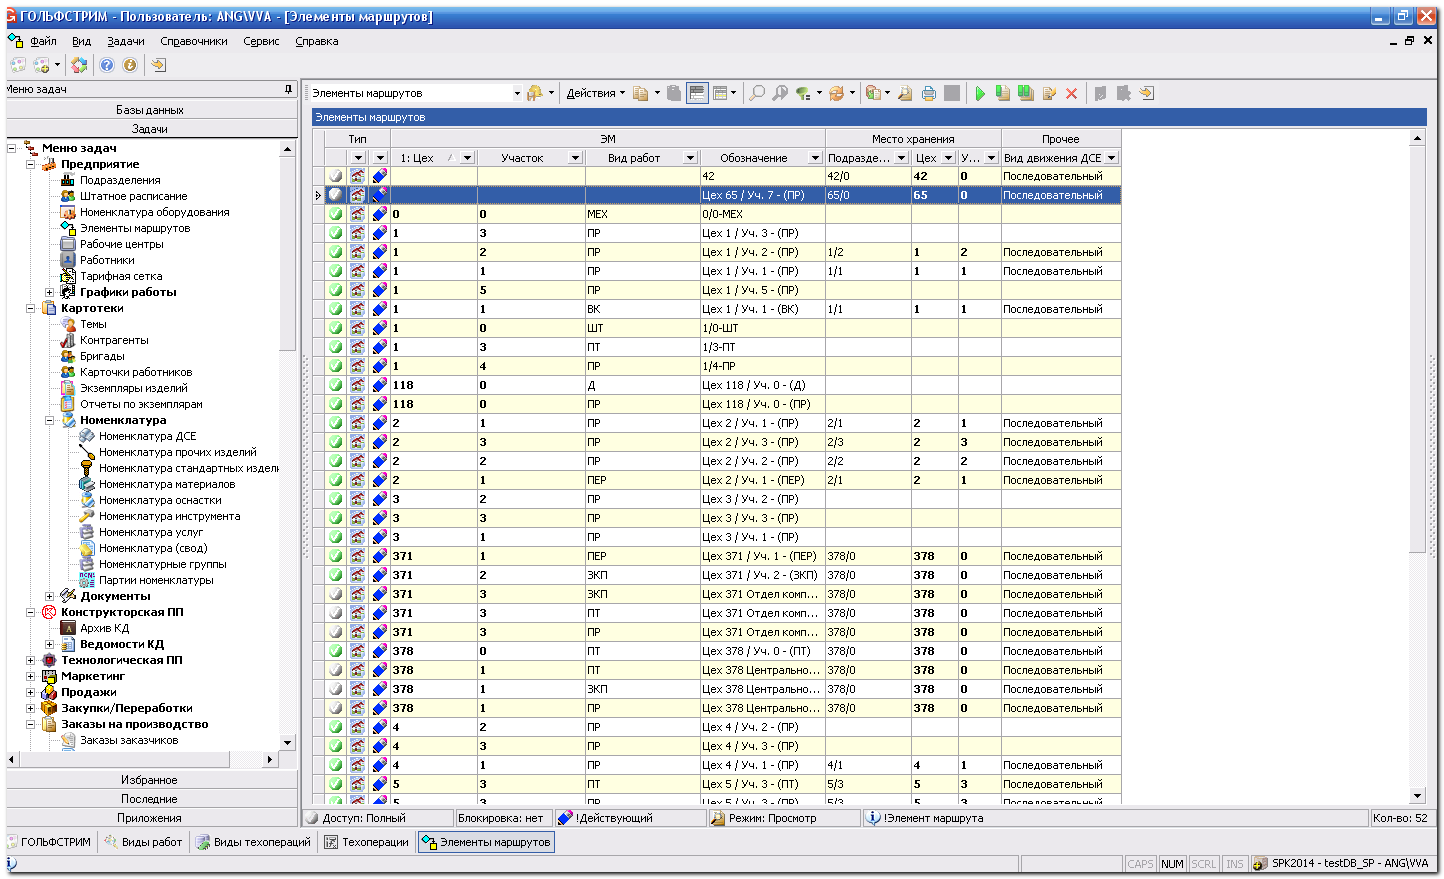 ГОЛЬФСТРИМ - Пользователь: ANG\VVA - [Элементы маршрутов]
Файл Вид Задачи Справочники Сервис Справка
Меню задач
Базы данных
Задачи
Меню задач
Предприятие
Подразделения
Штатное расписание
Номенклатура оборудования
Элементы маршрутов
Рабочие центры
Работники
Тарифная сетка
Графики работы
Картотеки
Темы
Контрагенты
Бригады
Карточки работников
Экземпляры изделий
Отчеты по экземплярам
Номенклатура
Номенклатура ДСЕ
Номенклатура прочих изделий
Номенклатура стандартных издели
Номенклатура материалов
Номенклатура оснастки
Номенклатура инструмента
Номенклатура услуг
Номенклатура (свод)
Номенклатурные группы
Партии номенклатуры
Документы
Конструкторская ПП
Архив КД
Ведомости КД
Технологическая ПП
Маркетинг
Продажи
Закупки/Переработки
Заказы на производство
Заказы заказчиков
Избранное
Последние
Приложения
Элементы маршрутов Действия
Элементы маршрутов
Тип ЭМ Место хранения Прочее
1: Цех Участок Вид работ Обозначение Подразде... Цех У... Вид движения ДСЕ
42 42/0 42 0 Последовательный
Цех 65 / Уч. 7 - (ПР) 65/0 65 0 Последовательный
0 0 МЕХ 0/0-МЕХ
1 3 ПР Цех 1 / Уч. 3 - (ПР)
1 2 ПР Цех 1 / Уч. 2 - (ПР) 1/2 1 2 Последовательный
1 1 ПР Цех 1 / Уч. 1 - (ПР) 1/1 1 1 Последовательный
1 5 ПР Цех 1 / Уч. 5 - (ПР)
1 1 ВК Цех 1 / Уч. 1 - (ВК) 1/1 1 1 Последовательный
1 0 ШТ 1/0-ШТ
1 3 ПТ 1/3-ПТ
1 4 ПР 1/4-ПР
118 0 Д Цех 118 / Уч. 0 - (Д)
118 0 ПР Цех 118 / Уч. 0 - (ПР)
2 1 ПР Цех 2 / Уч. 1 - (ПР) 2/1 2 1 Последовательный
2 3 ПР Цех 2 / Уч. 3 - (ПР) 2/3 2 3 Последовательный
2 2 ПР Цех 2 / Уч. 2 - (ПР) 2/2 2 2 Последовательный
2 1 ПЕР Цех 2 / Уч. 1 - (ПЕР) 2/1 2 1 Последовательный
3 2 ПР Цех 3 / Уч. 2 - (ПР)
3 3 ПР Цех 3 / Уч. 3 - (ПР)
3 1 ПР Цех 3 / Уч. 1 - (ПР)
371 1 ПЕР Цех 371 / Уч. 1 - (ПЕР) 378/0 378 0 Последовательный
371 2 ЗКП Цех 371 / Уч. 2 - (ЗКП) 378/0 378 0 Последовательный
371 3 ЗКП Цех 371 Отдел комп... 378/0 378 0 Последовательный
371 3 ПТ Цех 371 Отдел комп... 378/0 378 0 Последовательный
371 3 ПР Цех 371 Отдел комп... 378/0 378 0 Последовательный
378 0 ПТ Цех 378 / Уч. 0 - (ПТ) 378/0 378 0 Последовательный
378 1 ПТ Цех 378 Центрально... 378/0 378 0 Последовательный
378 1 ЗКП Цех 378 Центрально... 378/0 378 0 Последовательный
378 1 ПР Цех 378 Центрально... 378/0 378 0 Последовательный
4 2 ПР Цех 4 / Уч. 2 - (ПР)
4 3 ПР Цех 4 / Уч. 3 - (ПР)
4 1 ПР Цех 4 / Уч. 1 - (ПР) 4/1 4 1 Последовательный
5 3 ПТ Цех 5 / Уч. 3 - (ПТ) 5/3 5 3 Последовательный
5 3 ПР Цех 5 / Уч. 3 - (ПР) 5/3 5 3 Последовательный
Доступ: Полный Блокировка: нет !Действующий Режим: Просмотр !Элемент маршрута Кол-во: 52
ГОЛЬФСТРИМ Виды работ Виды техопераций Техоперации Элементы маршрутов
CAPS NUM SCRL INS SPK2014 - testDB_SP - ANG\VVA